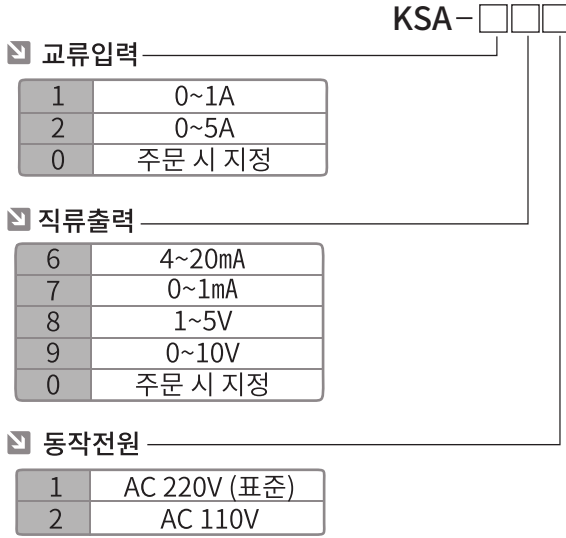 KSA-□□□
교류입력
1 0~1A
2 0~5A
0 주문 시 지정
직류출력
6 4~20mA
7 0~1mA
8 1~5V
9 0~10V
0 주문 시 지정
동작전원
1 AC 220V (표준)
2 AC 110V